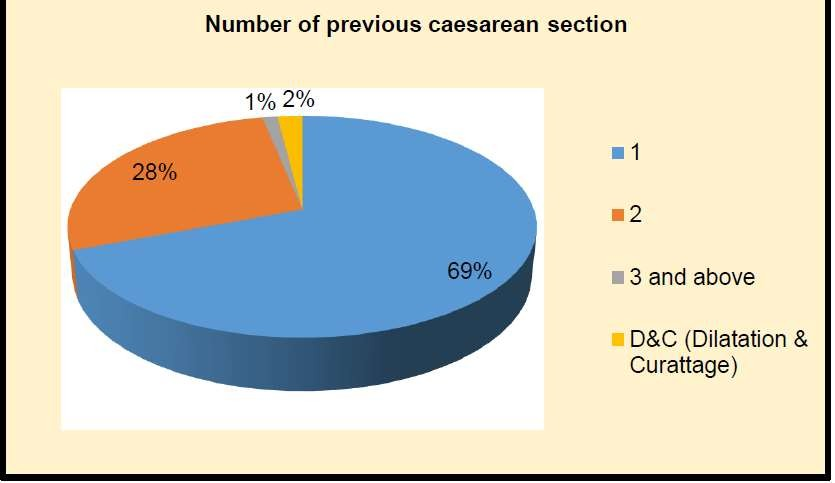 Number of previous caesarean section
1% 2%
28%
69%
1
2
3 and above
D&C (Dilatation &
Curattage)